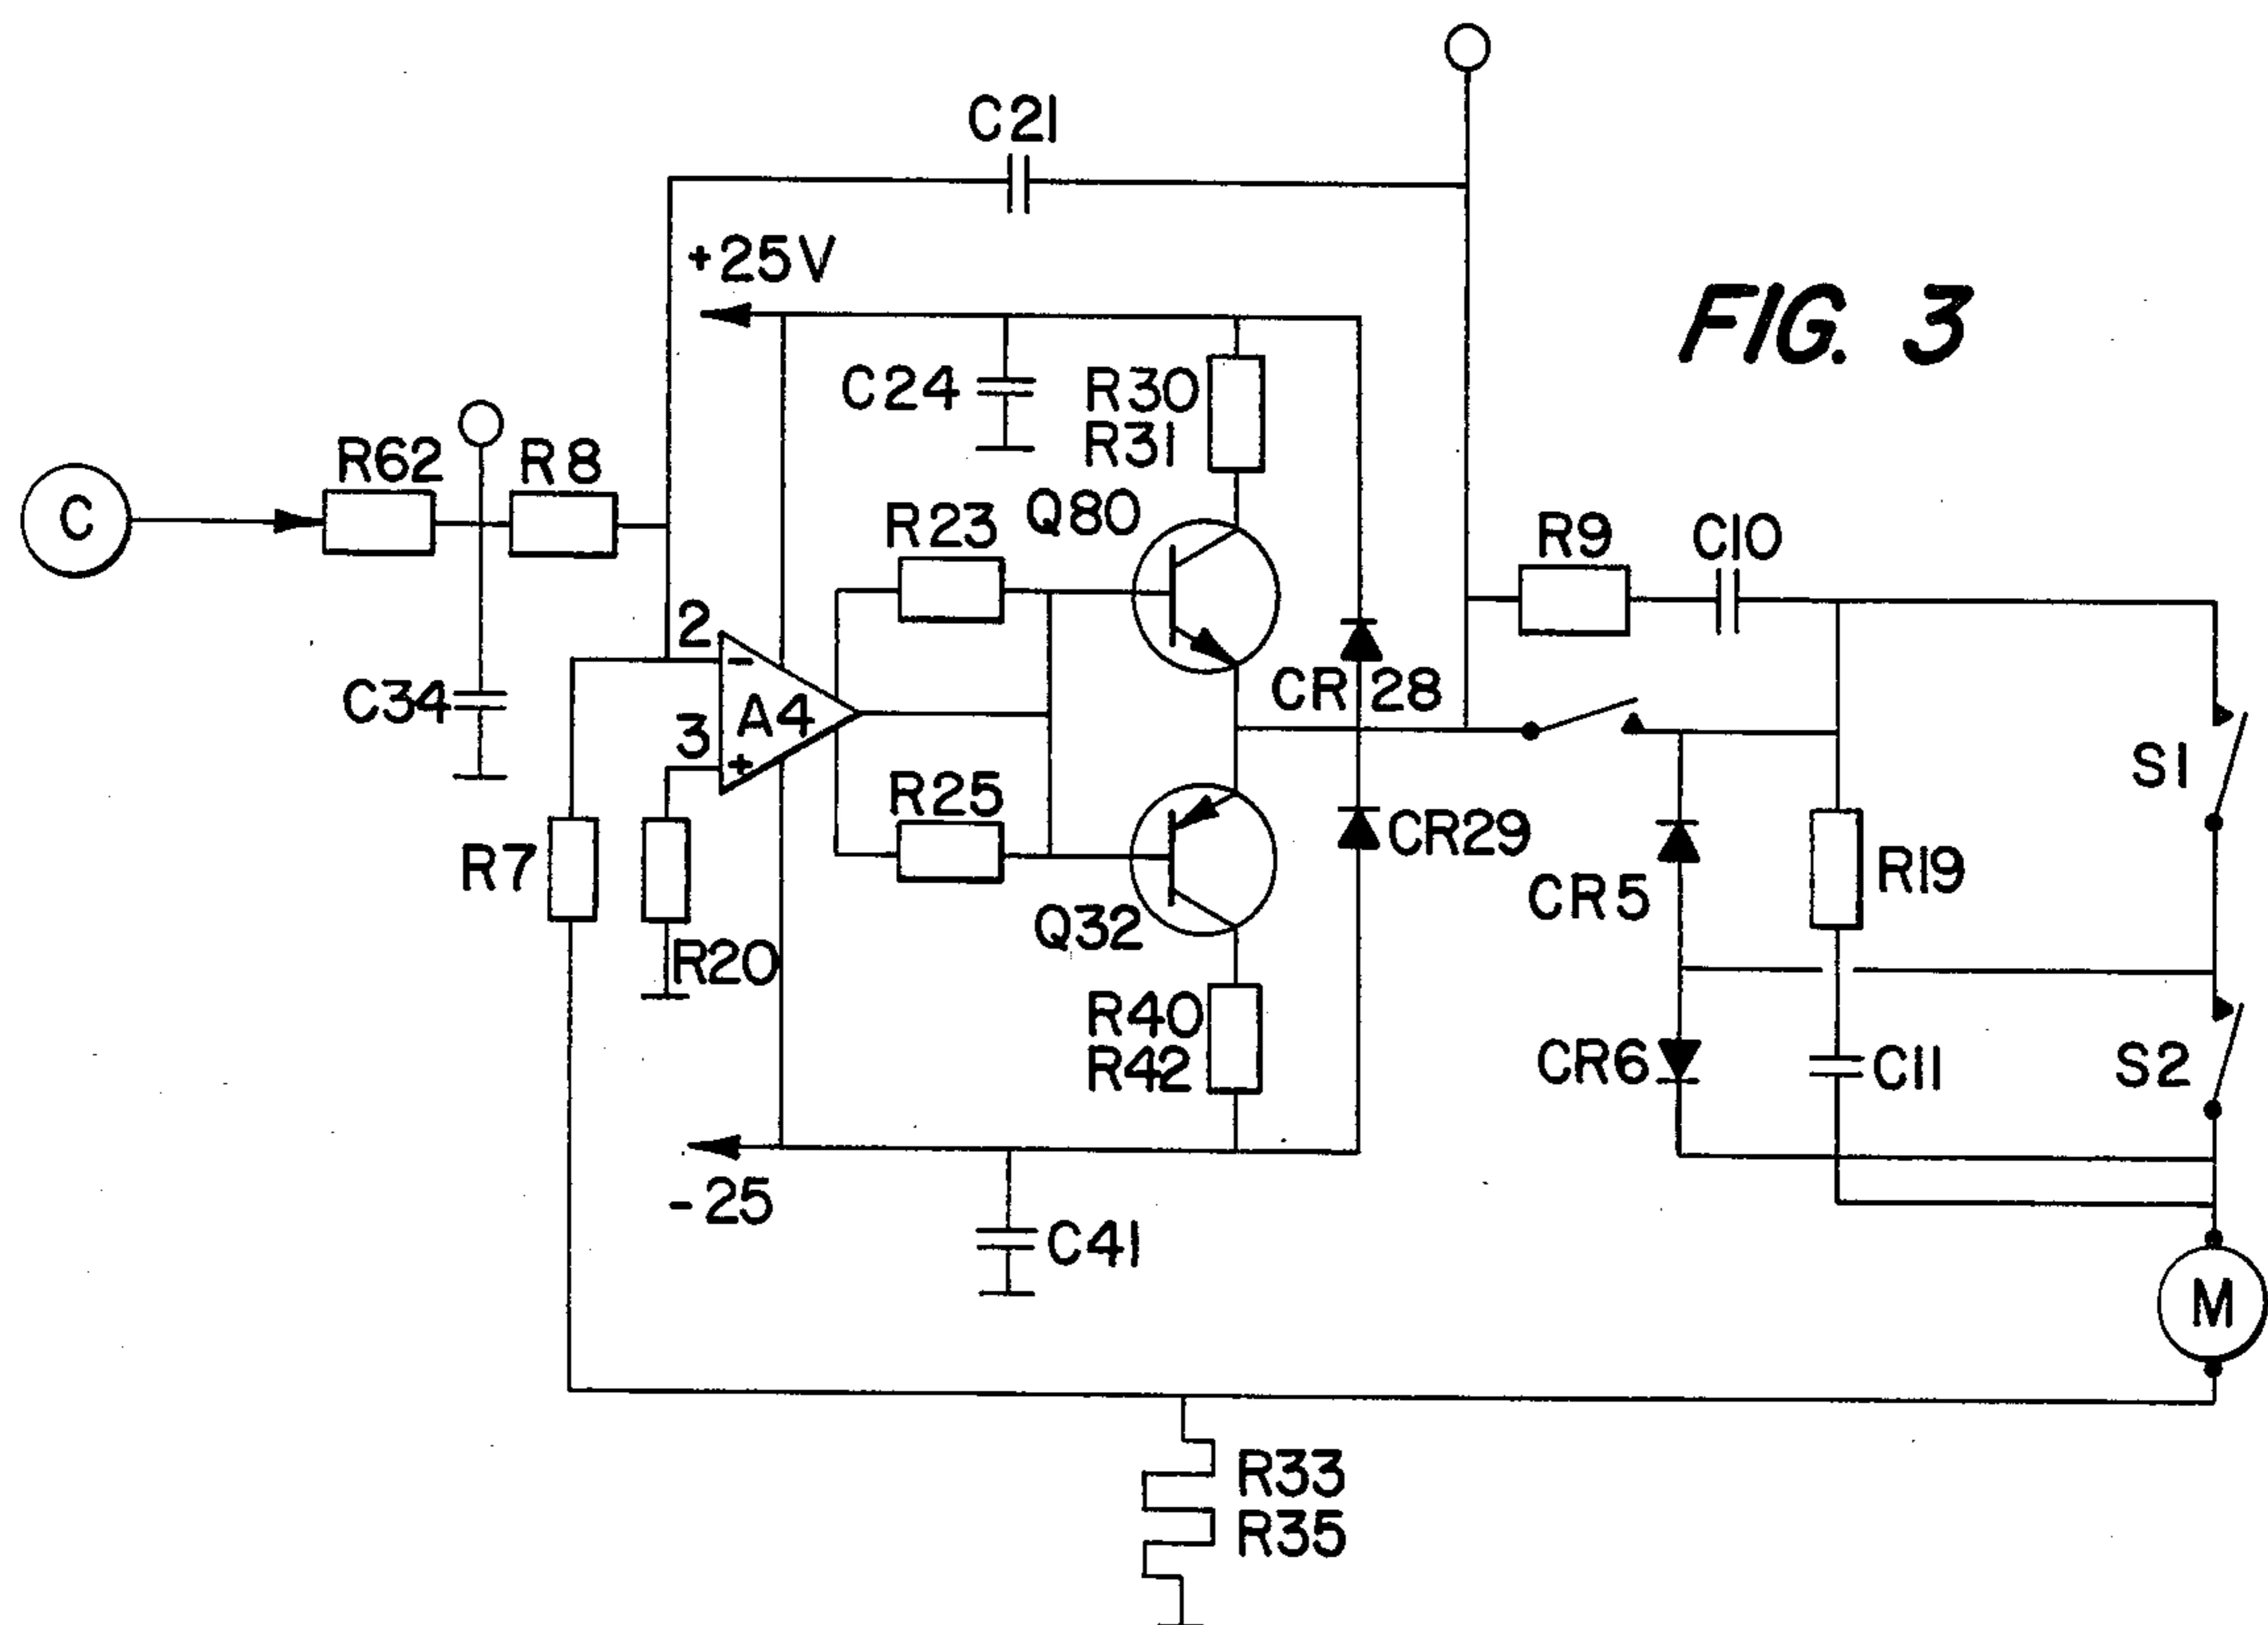 C21
+25V
FIG. 3
C24
R30
R31
R62
R8
C
Q80
R23
R9
C10
2
-
CR 28
C34
A4
3
+
S1
R25
CR29
R7
R19
CR5
Q32
R20
R40
R42
CR6
C11
S2
-25
C41
M
R33
R35